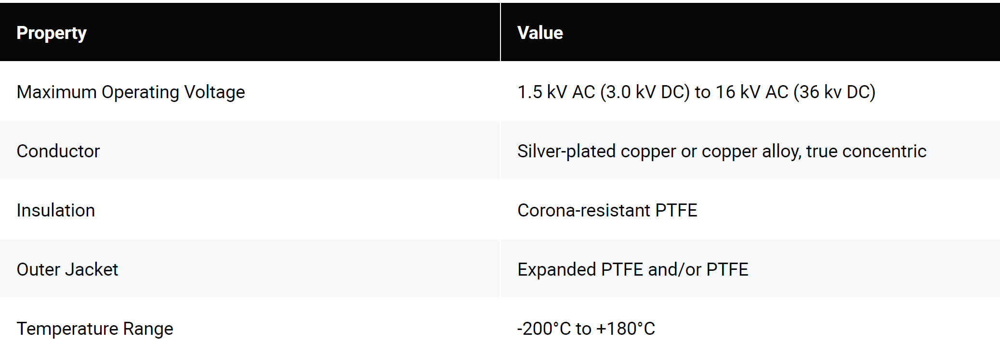 Property Value
Maximum Operating Voltage 1.5 kV AC (3.0 kV DC) to 16 kV AC (36 kv DC)
Conductor Silver-plated copper or copper alloy, true concentric
Insulation Corona-resistant PTFE
Outer Jacket Expanded PTFE and/or PTFE
Temperature Range -200°C to +180°C